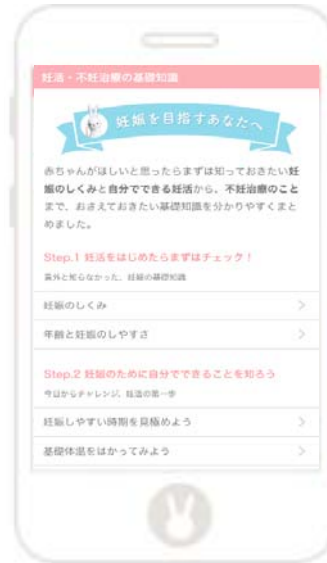 妊活・不妊治療の基礎知識
妊娠を目指すあなたへ
赤ちゃんがほしいと思ったらまずは知っておきたい妊
娠のしくみと自分でできる妊活から、不妊治療のこと
まで、おさえておきたい基礎知識を分かりやすくまと
めました。
Step.1 妊活をはじめたらまずはチェック！
意外と知らなかった、妊娠の基礎知識
妊娠のしくみ
年齢と妊娠のしやすさ
Step.2 妊娠のために自分でできることを知ろう
今日からチャレンジ、妊活の第一歩
妊娠しやすい時期を見極めよう
基礎体温をはかってみよう